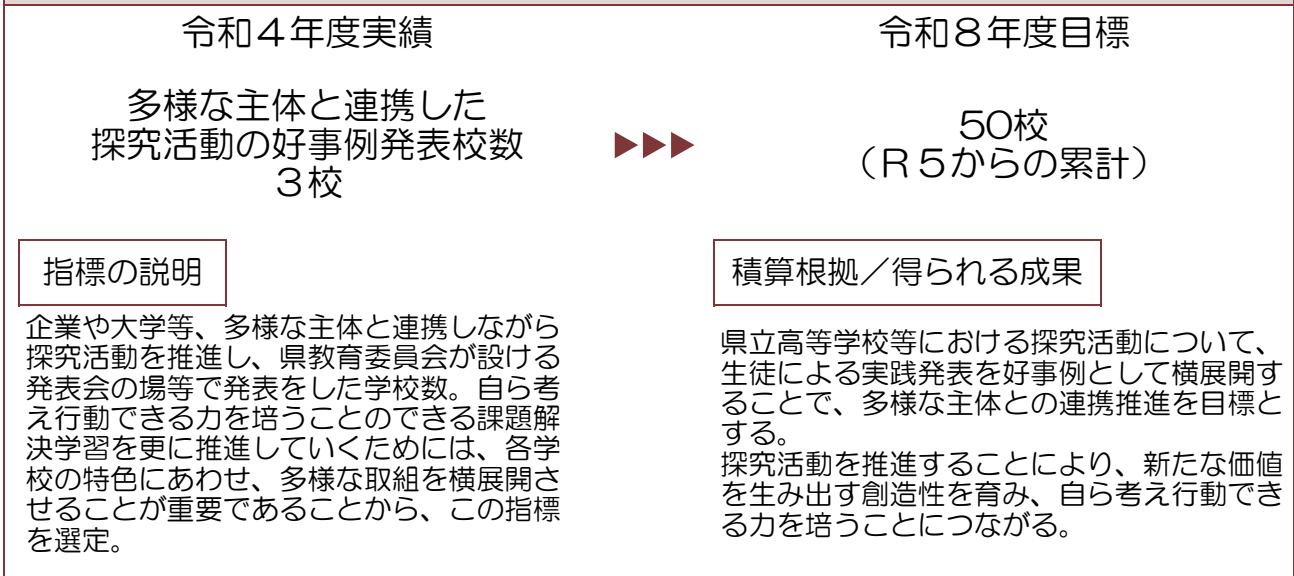 令和４年度実績
多様な主体と連携した
探究活動の好事例発表校数
３校
▶▶▶
令和８年度目標
５０校
（Ｒ５からの累計）
指標の説明
企業や大学等、多様な主体と連携しながら
探究活動を推進し、県教育委員会が設ける
発表会の場等で発表をした学校数。自ら考
え行動できる力を培うことのできる課題解
決学習を更に推進していくためには、各学
校の特色にあわせ、多様な取組を横展開さ
せることが重要であることから、この指標
を選定。
積算根拠／得られる成果
県立高等学校等における探究活動について、
生徒による実践発表を好事例として横展開す
ることで、多様な主体との連携推進を目標と
する。
探究活動を推進することにより、新たな価値
を生み出す創造性を育み、自ら考え行動でき
る力を培うことにつながる。